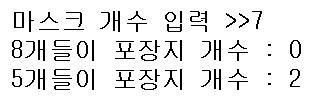 마스크 개수 입력 >>7
8개들이 포장지 개수 : 0
5개들이 포장지 개수 : 2